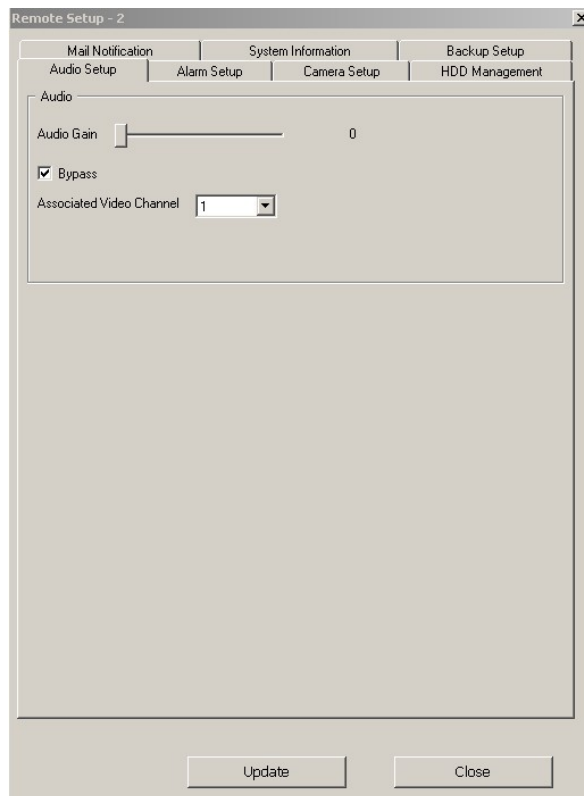 Remote Setup - 2
Mail Notification
System Information
Backup Setup
Audio Setup
Alarm Setup
Camera Setup
HDD Management
Audio
Audio Gain 0
Bypass
Associated Video Channel 1
Update
Close